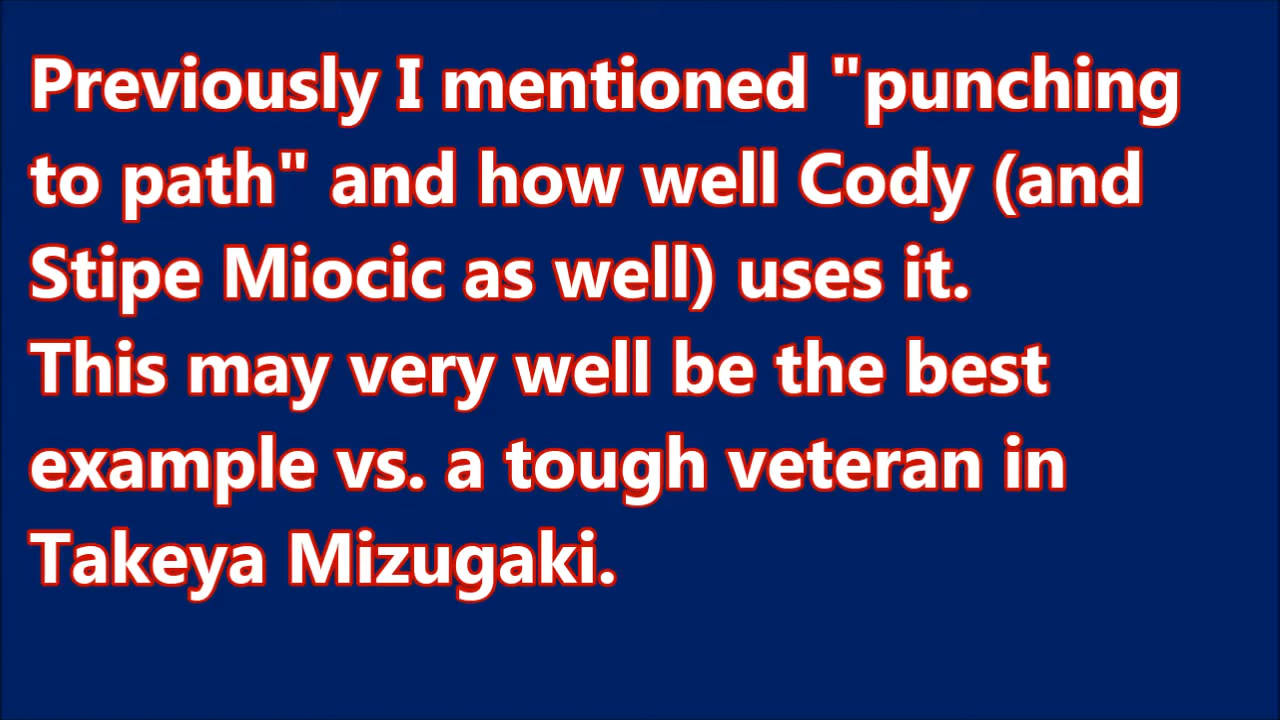 Previously I mentioned "punching
to path" and how well Cody (and
Stipe Miocic as well) uses it.
This may very well be the best
example vs. a tough veteran in
Takeya Mizugaki.